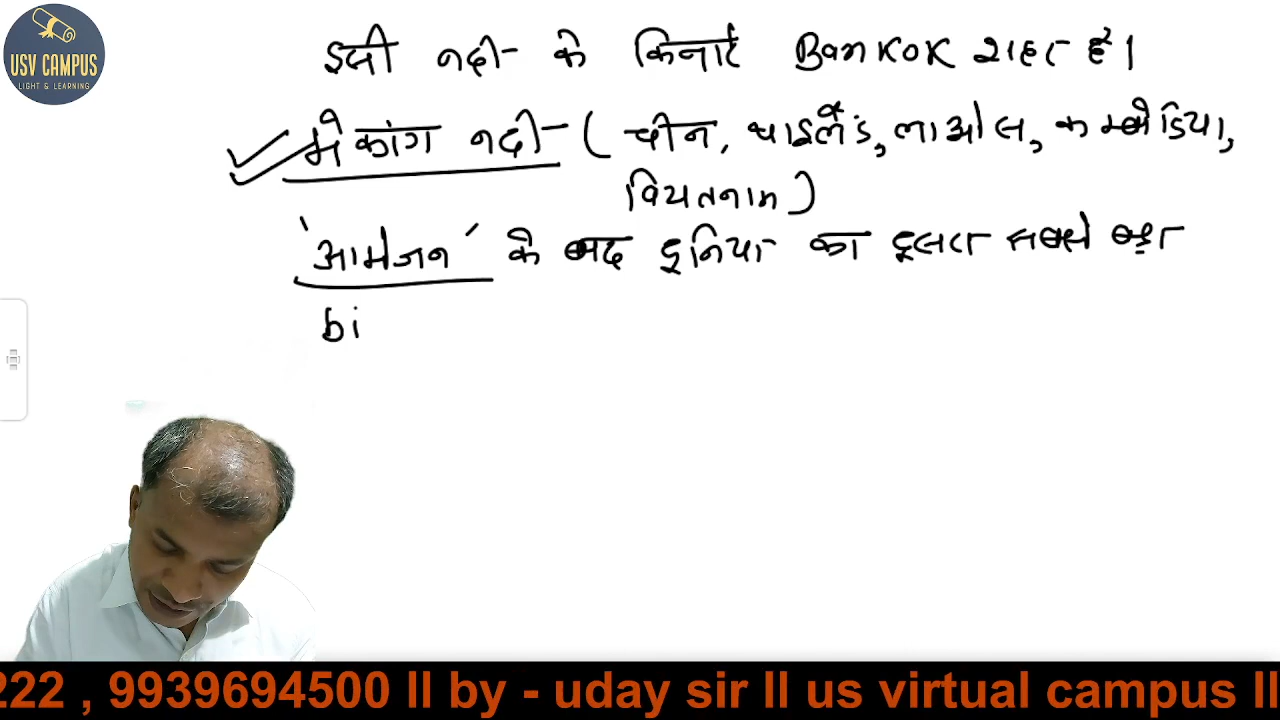 USV CAMPUS
LIGHT & LEARNING
इसी नदी के किनारे BanKoK शहर है।
मेकांग नदी - ( चीन, थाईलैंड, लाओस, कम्बोडिया,
वियतनाम )
'आमेजन' के बाद दुनिया का दूसरा सबसे बड़ा
bi
222 , 9939694500 ll by - uday sir ll us virtual campus ll